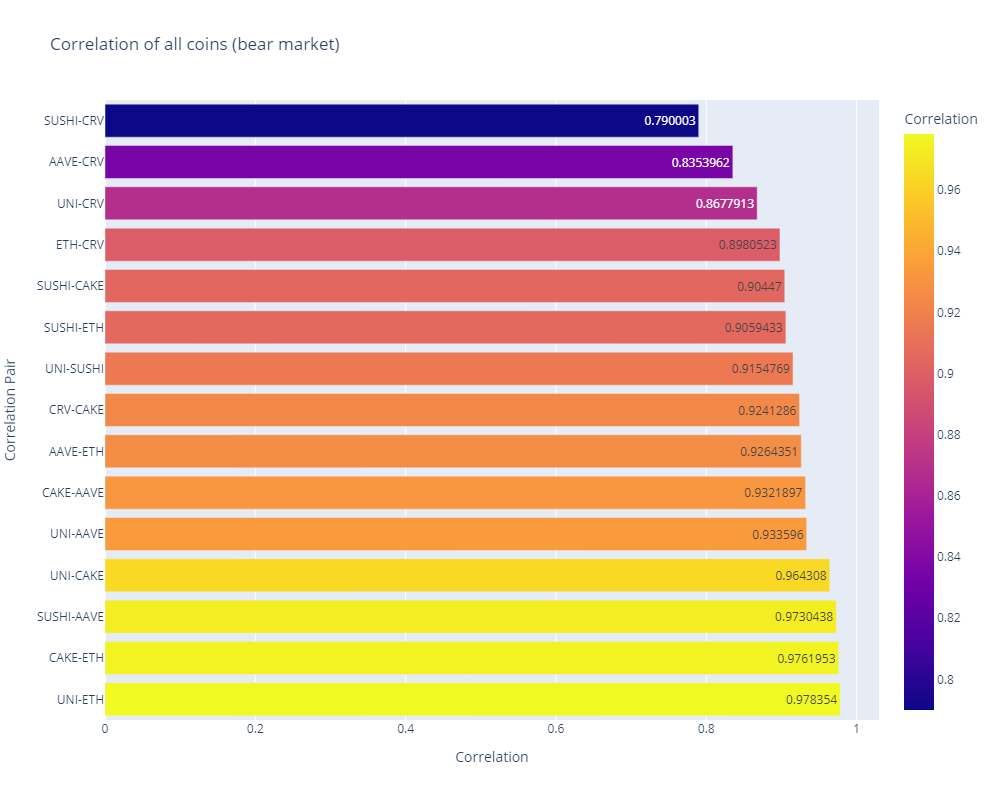 Correlation of all coins (bear market)
Correlation Pair
SUSHI-CRV 0.790003
AAVE-CRV 0.8353962
UNI-CRV 0.8677913
ETH-CRV 0.8980523
SUSHI-CAKE 0.90447
SUSHI-ETH 0.9059433
UNI-SUSHI 0.9154769
CRV-CAKE 0.9241286
AAVE-ETH 0.9264351
CAKE-AAVE 0.9321897
UNI-AAVE 0.933596
UNI-CAKE 0.964308
SUSHI-AAVE 0.9730438
CAKE-ETH 0.9761953
UNI-ETH 0.978354
0 0.2 0.4 0.6 0.8 1
Correlation
Correlation
0.96
0.94
0.92
0.9
0.88
0.86
0.84
0.82
0.8